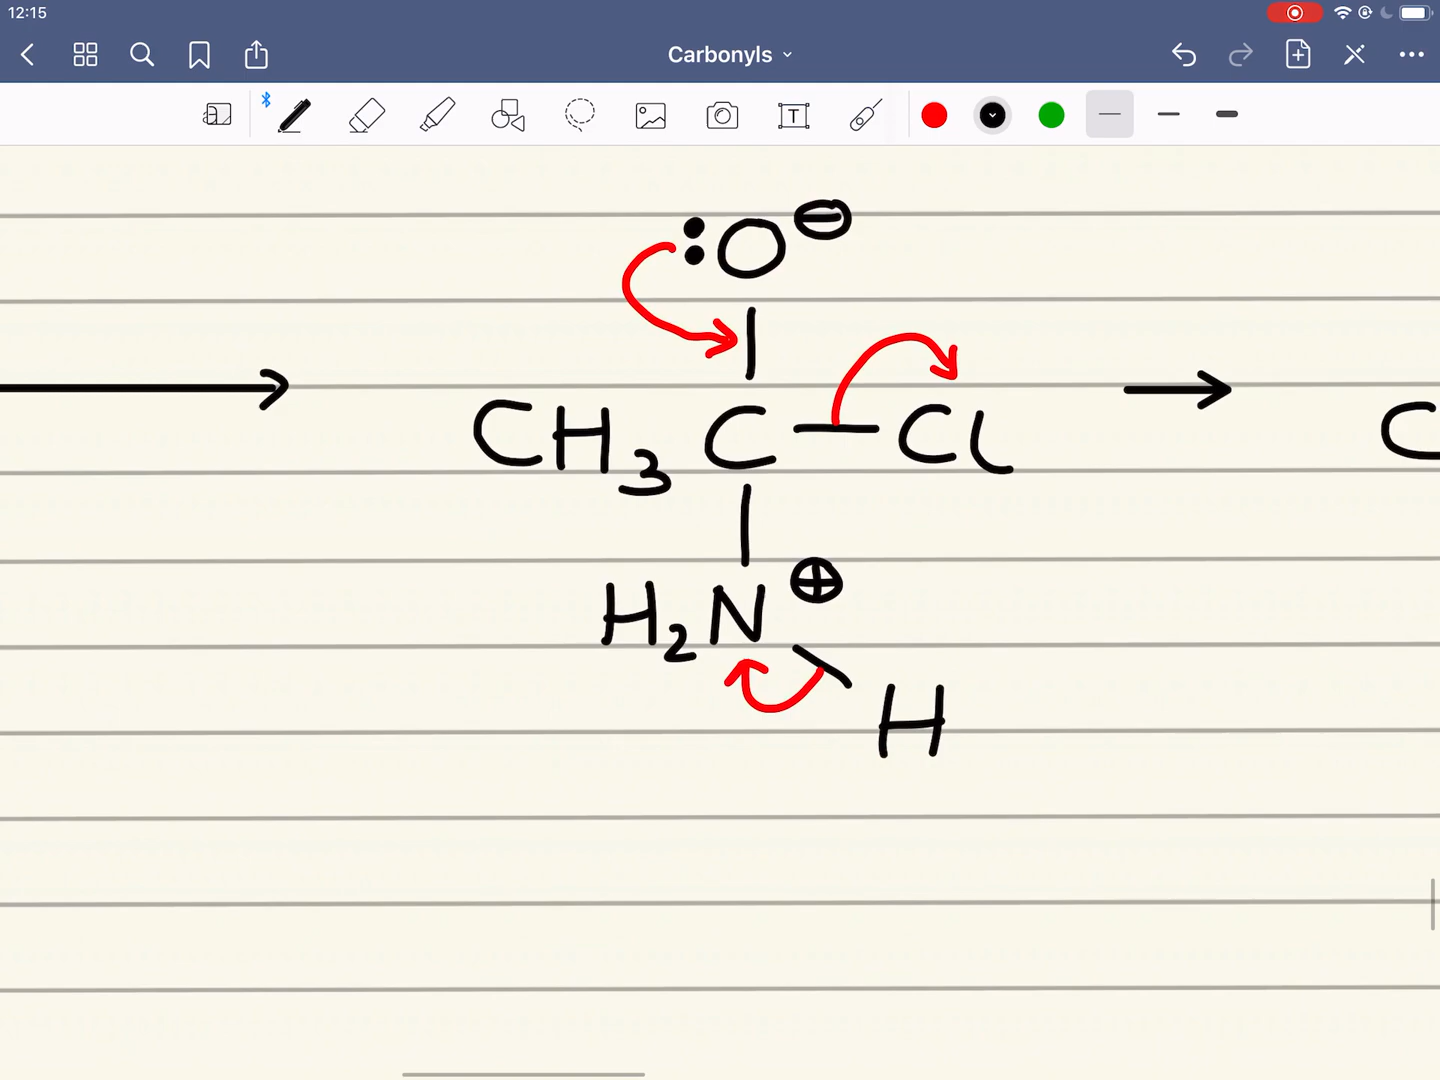 12:15
Carbonyls
T
:O⊖
CH₃ C—Cl
C
H₂N⊕
H